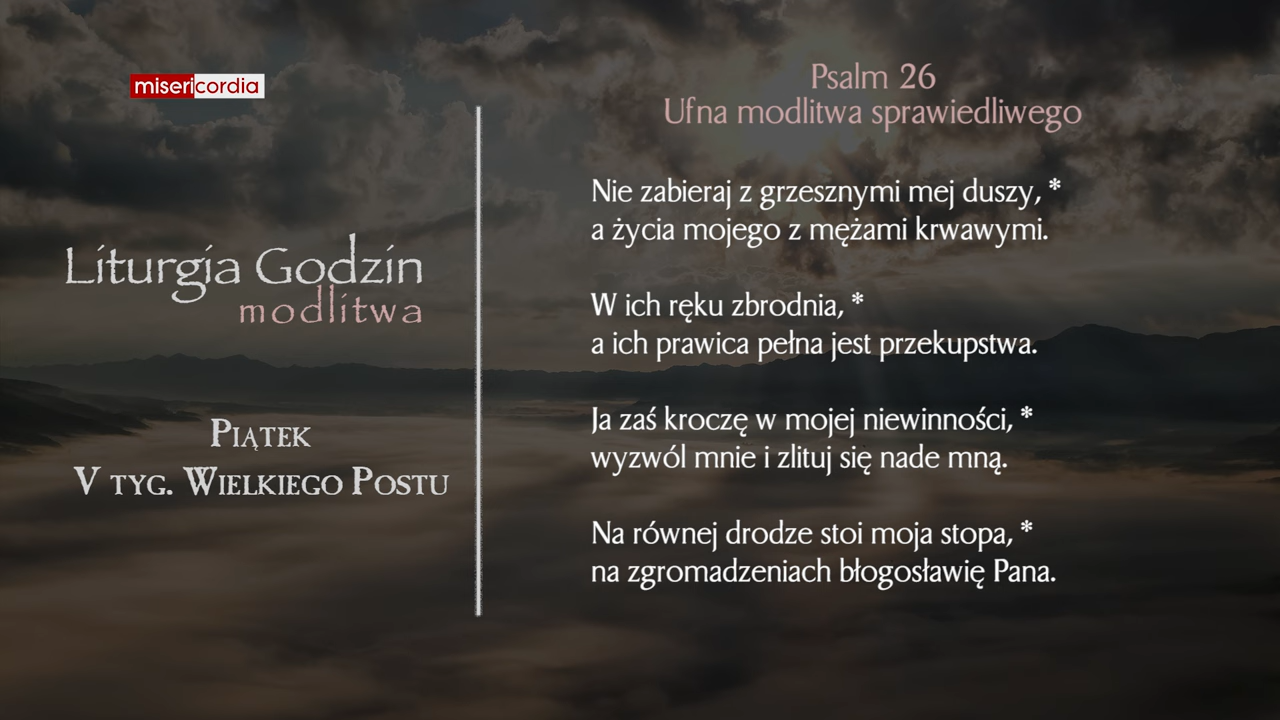 misericordia
Liturgia Godzin
modlitwa
Piątek
V tyg. Wielkiego Postu
Psalm 26
Ufna modlitwa sprawiedliwego
Nie zabieraj z grzesznymi mej duszy, *
a życia mojego z mężami krwawymi.
W ich ręku zbrodnia, *
a ich prawica pełna jest przekupstwa.
Ja zaś kroczę w mojej niewinności, *
wyzwól mnie i zlituj się nade mną.
Na równej drodze stoi moja stopa, *
na zgromadzeniach błogosławię Pana.